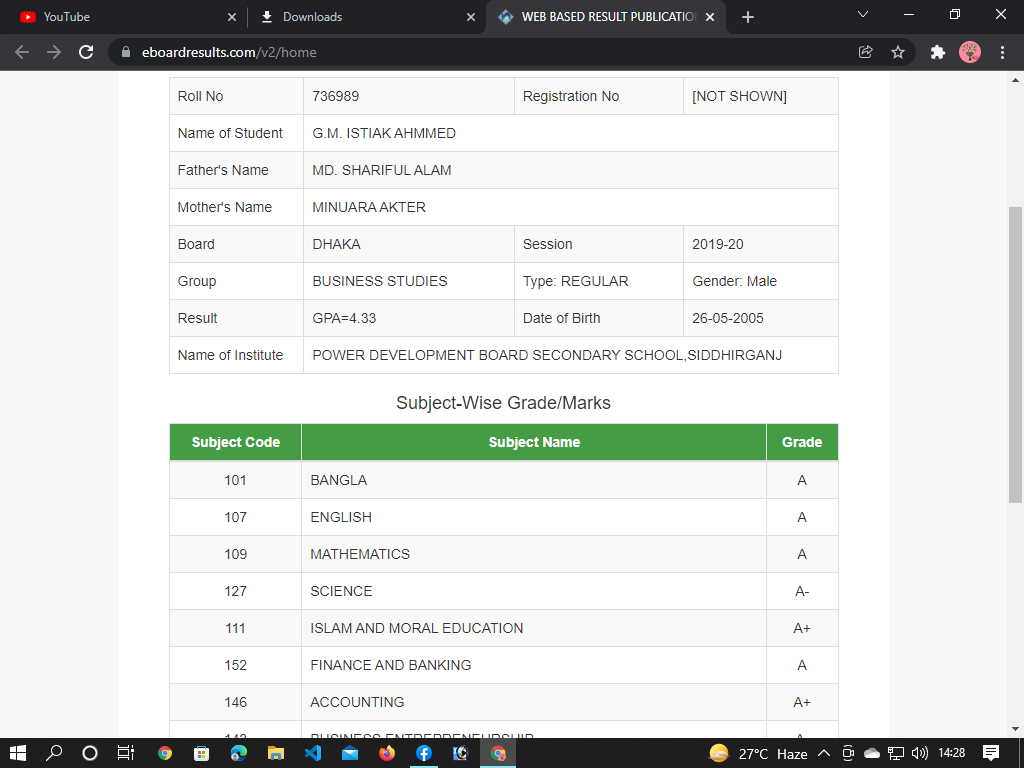 YouTube
Downloads
WEB BASED RESULT PUBLICATIO
eboardresults.com/v2/home
Roll No 736989 Registration No [NOT SHOWN]
Name of Student G.M. ISTIAK AHMMED
Father's Name MD. SHARIFUL ALAM
Mother's Name MINUARA AKTER
Board DHAKA Session 2019-20
Group BUSINESS STUDIES Type: REGULAR Gender: Male
Result GPA=4.33 Date of Birth 26-05-2005
Name of Institute POWER DEVELOPMENT BOARD SECONDARY SCHOOL,SIDDHIRGANJ
Subject-Wise Grade/Marks
Subject Code Subject Name Grade
101 BANGLA A
107 ENGLISH A
109 MATHEMATICS A
127 SCIENCE A-
111 ISLAM AND MORAL EDUCATION A+
152 FINANCE AND BANKING A
146 ACCOUNTING A+
143 BUSINESS ENTREPRENEURSHIP
27°C Haze 14:28